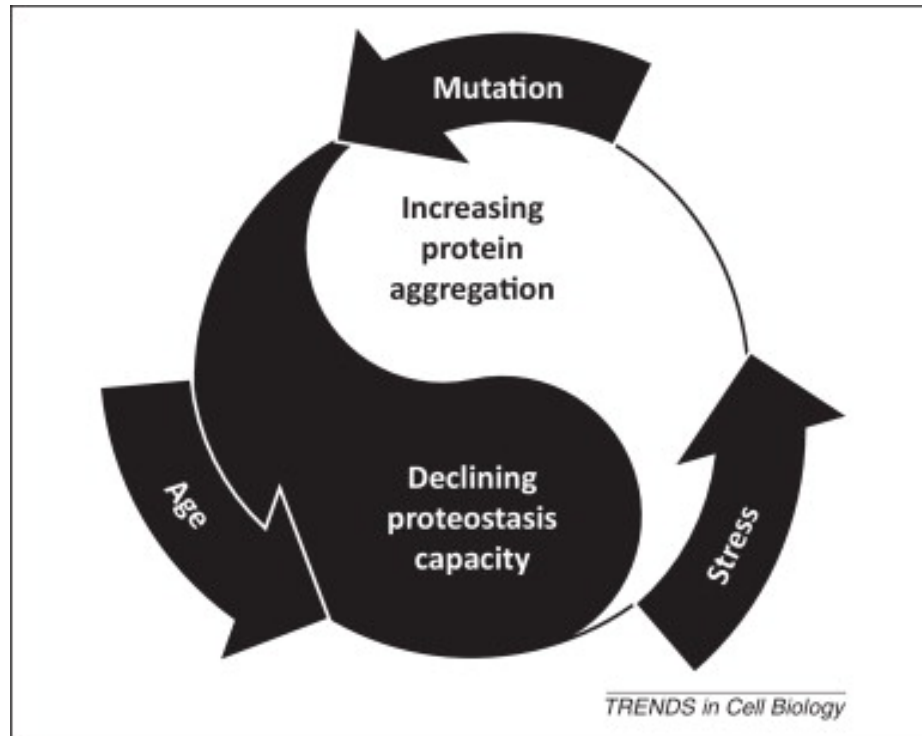 Mutation
Increasing
protein
aggregation
Age
Declining
proteostasis
capacity
Stress
TRENDS in Cell Biology